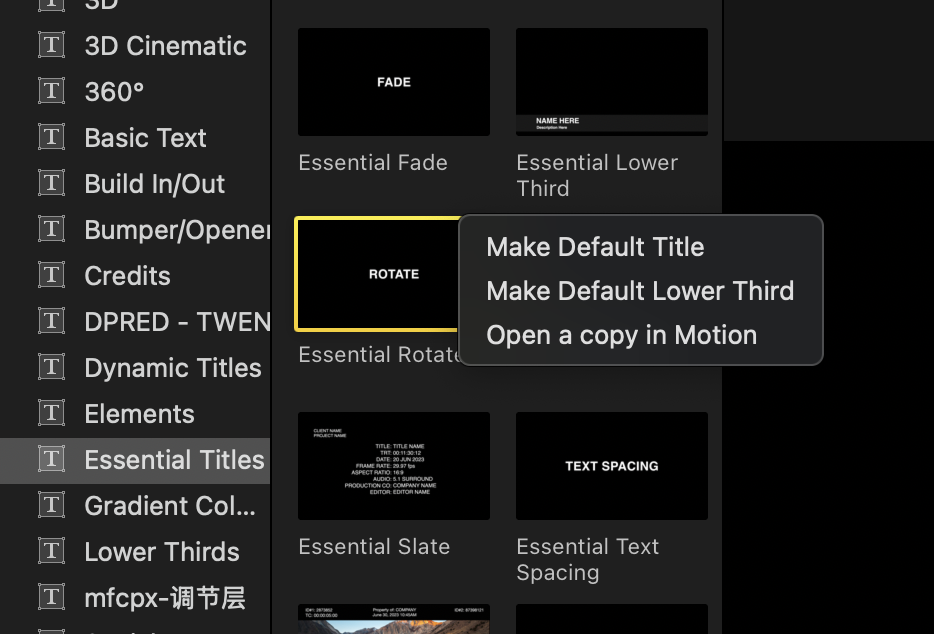 3D
3D Cinematic
360°
Basic Text
Build In/Out
Bumper/Opener
Credits
DPRED - TWEN
Dynamic Titles
Elements
Essential Titles
Gradient Col...
Lower Thirds
mfcpx-调节层
FADE
Essential Fade
NAME HERE
Description Here
Essential Lower
Third
ROTATE
Essential Rotate
Make Default Title
Make Default Lower Third
Open a copy in Motion
CLIENT NAME
PROJECT NAME
TITLE: TITLE NAME
TRT: 00:11:30:12
DATE: 20 JUN 2023
FRAME RATE: 29.97 fps
ASPECT RATIO: 16:9
AUDIO: 5.1 SURROUND
PRODUCTION CO: COMPANY NAME
EDITOR: EDITOR NAME
Essential Slate
TEXT SPACING
Essential Text
Spacing
Property of: COMPANY
June 30, 2023 10:45AM
TC: 00:00:00:00